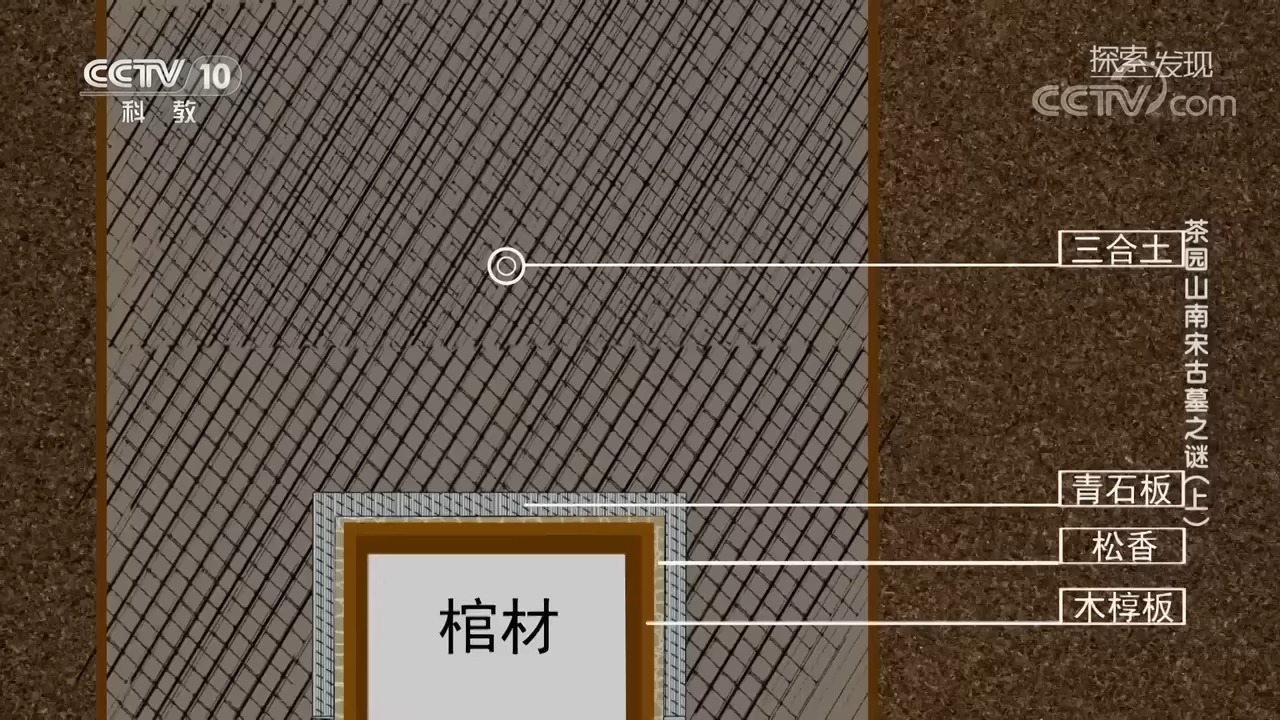 CCTV 10
科 教
探索·发现
CCTV.com
三合土
茶园山南宋古墓之谜（上）
青石板
松香
木椁板
棺材